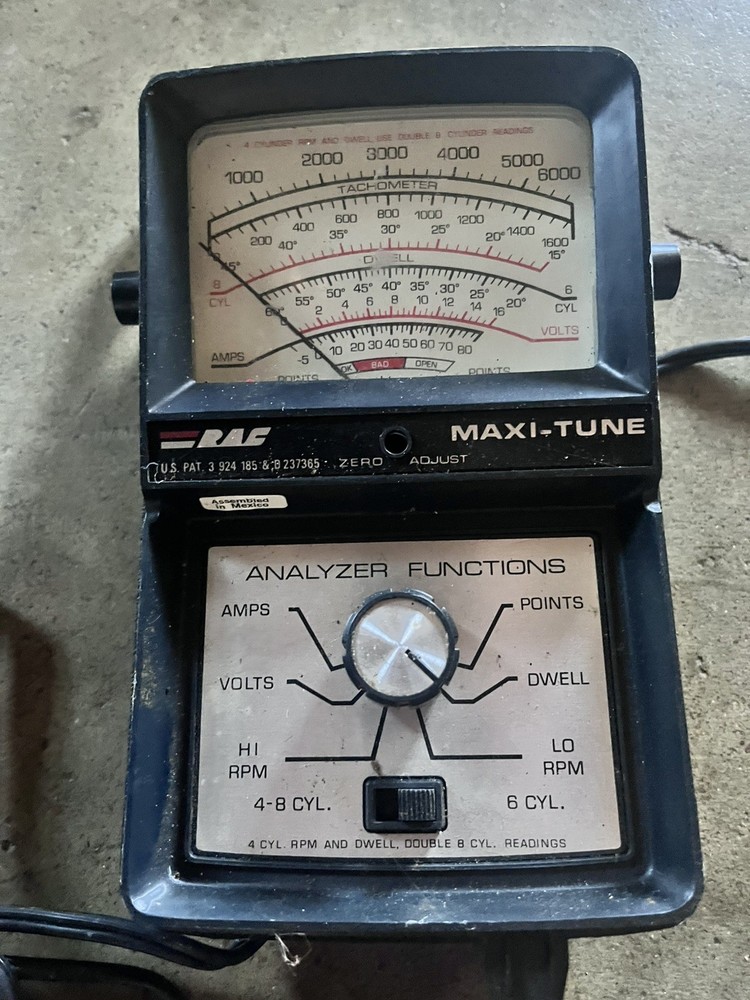 4 CYLINDER RPM AND DWELL USE DOUBLE 8 CYLINDER READINGS
1000 2000 3000 4000 5000 6000
TACHOMETER
200 400 600 800 1000 1200 1400 1600
45° 40° 35° 30° 25° 20° 15°
DWELL
8 CYL
6 CYL
55° 50° 45° 40° 35° 30° 25° 20°
2 4 6 8 10 12 14 16
VOLTS
AMPS
-5 0 10 20 30 40 50 60 70 80
OK BAD OPEN
POINTS POINTS
RAC MAXI-TUNE
U.S. PAT. 3 924 185 & B 237365 ZERO ADJUST
Assembled
in Mexico
ANALYZER FUNCTIONS
AMPS POINTS
VOLTS DWELL
HI RPM LO RPM
4-8 CYL. 6 CYL.
4 CYL. RPM AND DWELL, DOUBLE 8 CYL. READINGS